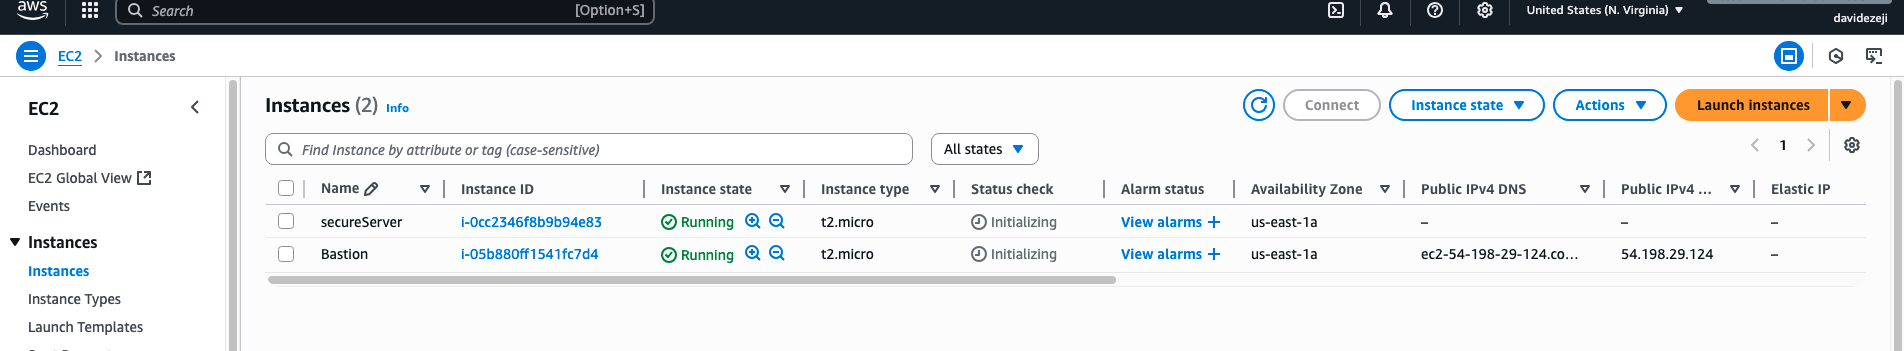 aws
Search [Option+S] United States (N. Virginia)
davidezeji
EC2 Instances
EC2
Dashboard
EC2 Global View
Events
Instances
Instances
Instance Types
Launch Templates
Instances (2) Info
Connect Instance state Actions Launch instances
Find Instance by attribute or tag (case-sensitive) All states 1
Name Instance ID Instance state Instance type Status check Alarm status Availability Zone Public IPv4 DNS Public IPv4 ... Elastic IP
secureServer i-0cc2346f8b9b94e83 Running t2.micro Initializing View alarms + us-east-1a – – –
Bastion i-05b880ff1541fc7d4 Running t2.micro Initializing View alarms + us-east-1a ec2-54-198-29-124.co... 54.198.29.124 –